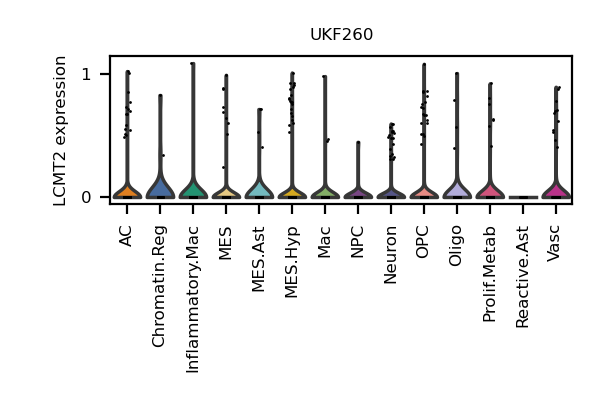 UKF260
LCMT2 expression
1
0
AC
Chromatin.Reg
Inflammatory.Mac
MES
MES.Ast
MES.Hyp
Mac
NPC
Neuron
OPC
Oligo
Prolif.Metab
Reactive.Ast
Vasc